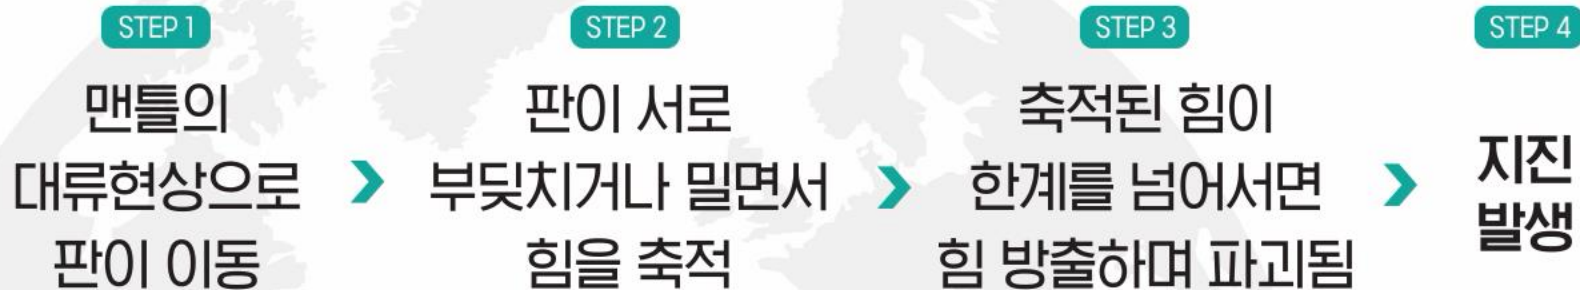 STEP 1
맨틀의
대류현상으로
판이 이동
STEP 2
판이 서로
부딪치거나 밀면서
힘을 축적
STEP 3
축적된 힘이
한계를 넘어서면
힘 방출하며 파괴됨
STEP 4
지진
발생